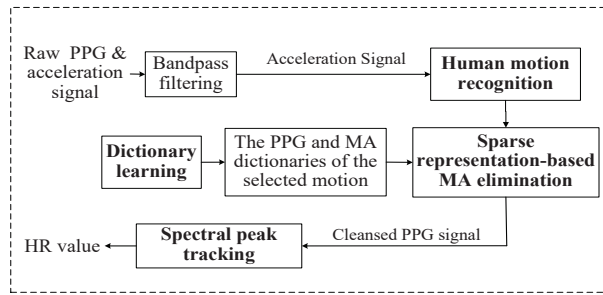 Raw PPG &
acceleration
signal
Bandpass
filtering
Acceleration Signal
Human motion
recognition
Dictionary
learning
The PPG and MA
dictionaries of the
selected motion
Sparse
representation-based
MA elimination
HR value
Spectral peak
tracking
Cleansed PPG signal